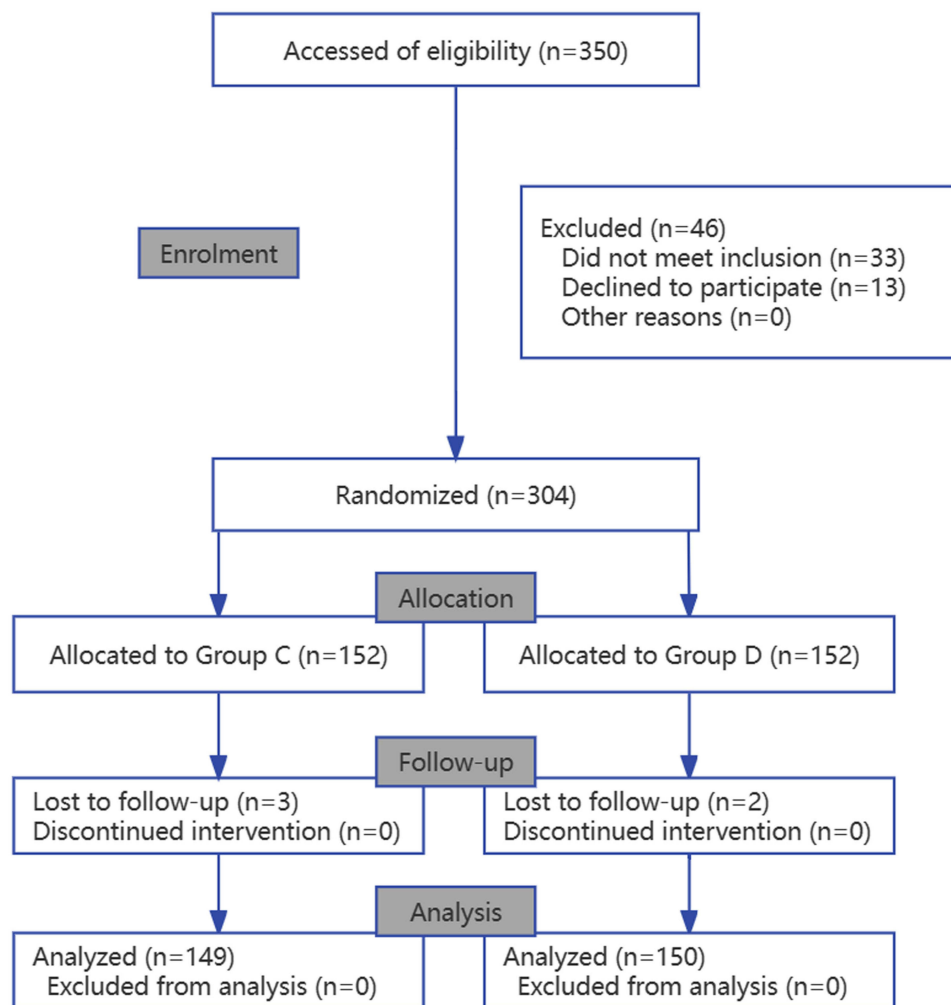 Accessed of eligibility (n=350)
Enrolment
Excluded (n=46)
Did not meet inclusion (n=33)
Declined to participate (n=13)
Other reasons (n=0)
Randomized (n=304)
Allocation
Allocated to Group C (n=152)
Allocated to Group D (n=152)
Follow-up
Lost to follow-up (n=3)
Discontinued intervention (n=0)
Lost to follow-up (n=2)
Discontinued intervention (n=0)
Analysis
Analyzed (n=149)
Excluded from analysis (n=0)
Analyzed (n=150)
Excluded from analysis (n=0)